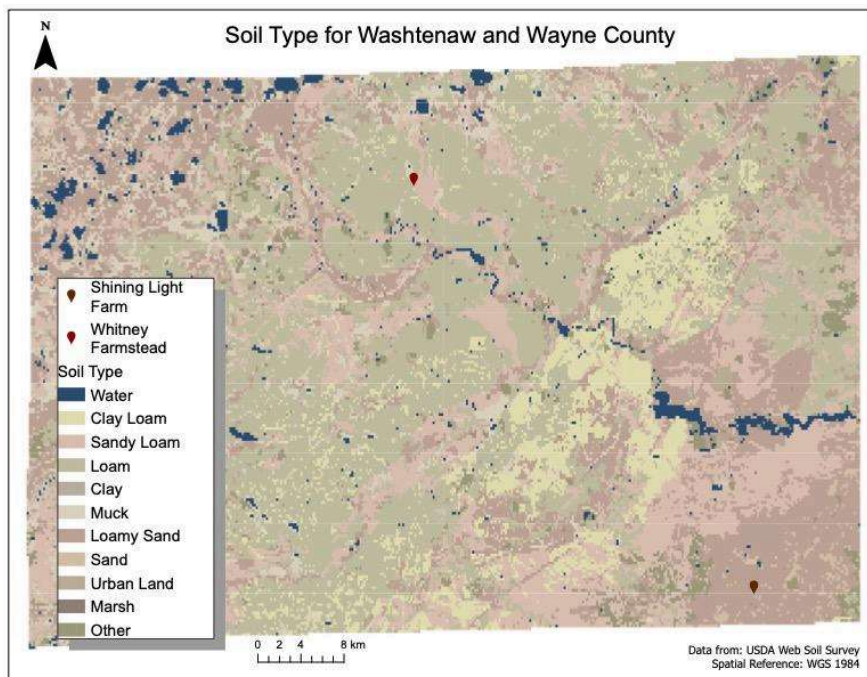 N
Soil Type for Washtenaw and Wayne County
Shining Light
Farm
Whitney
Farmstead
Soil Type
Water
Clay Loam
Sandy Loam
Loam
Clay
Muck
Loamy Sand
Sand
Urban Land
Marsh
Other
0 2 4 8 km
Data from: USDA Web Soil Survey
Spatial Reference: WGS 1984